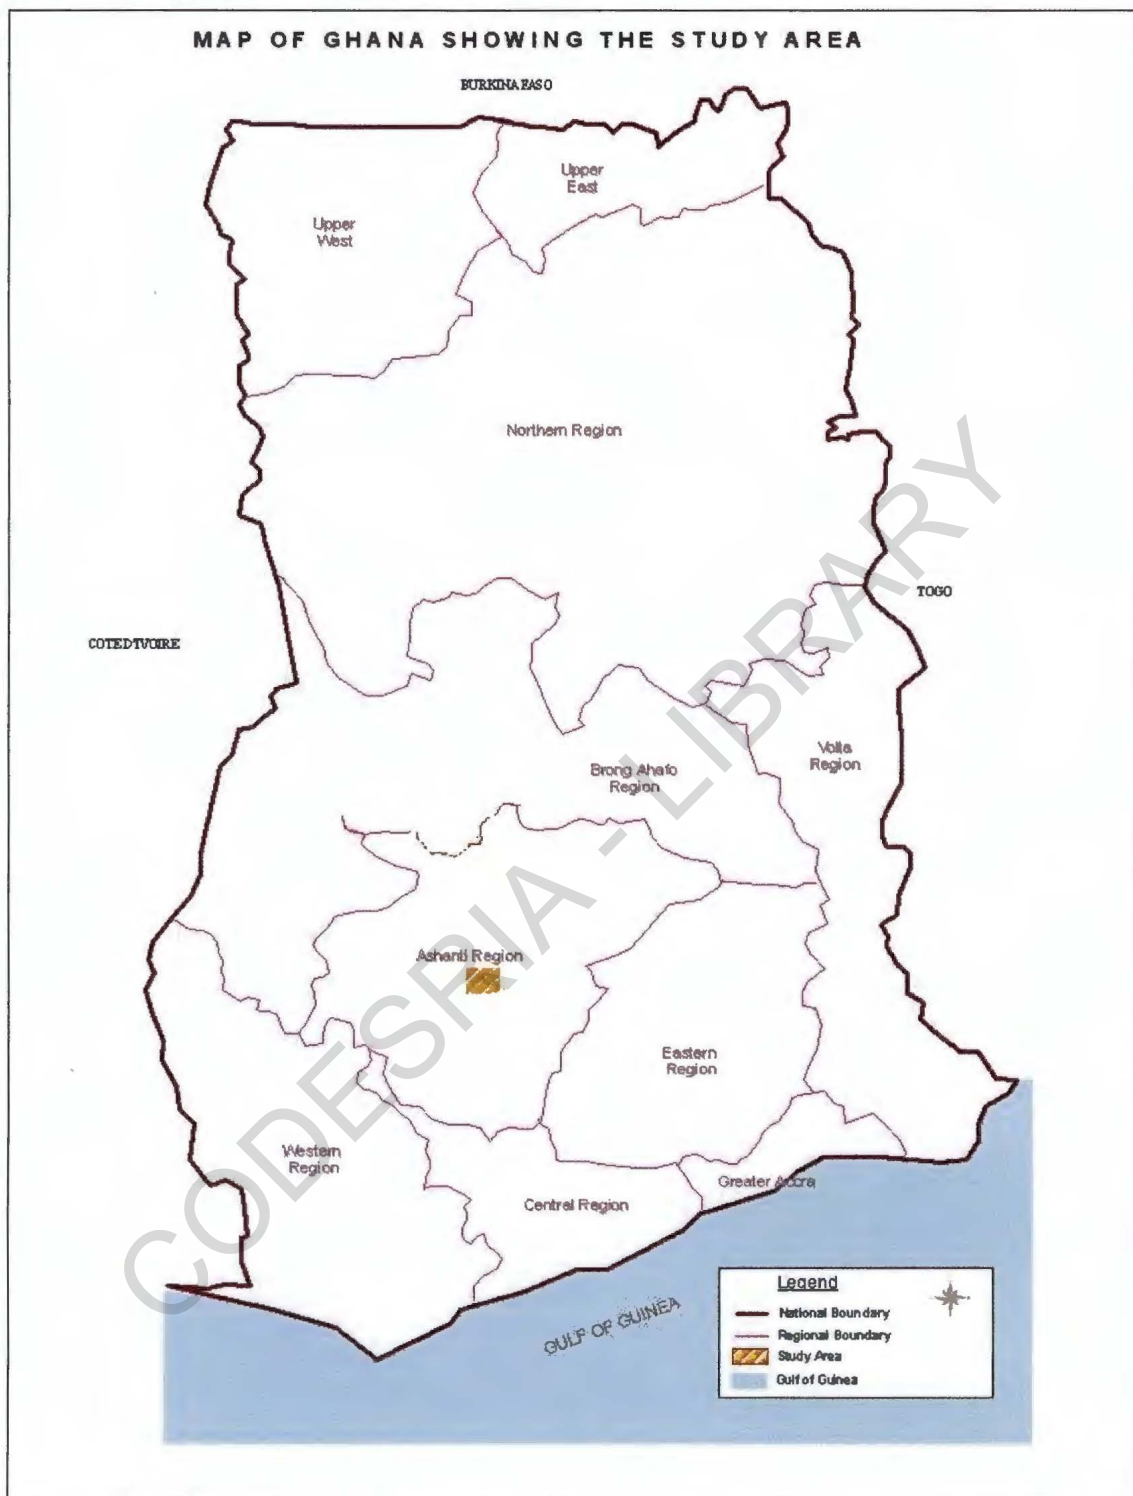 MAP OF GHANA SHOWING THE STUDY AREA
BURKINA FASO
Upper
East
Upper
West
Northern Region
TOGO
COTED'IVOIRE
Volta
Region
Brong Ahafo
Region
Ashanti Region
Eastern
Region
Western
Region
Greater Accra
Central Region
GULF OF GUINEA
Legend
National Boundary
Regional Boundary
Study Area
Gulf of Guinea
CODESRIA - LIBRARY